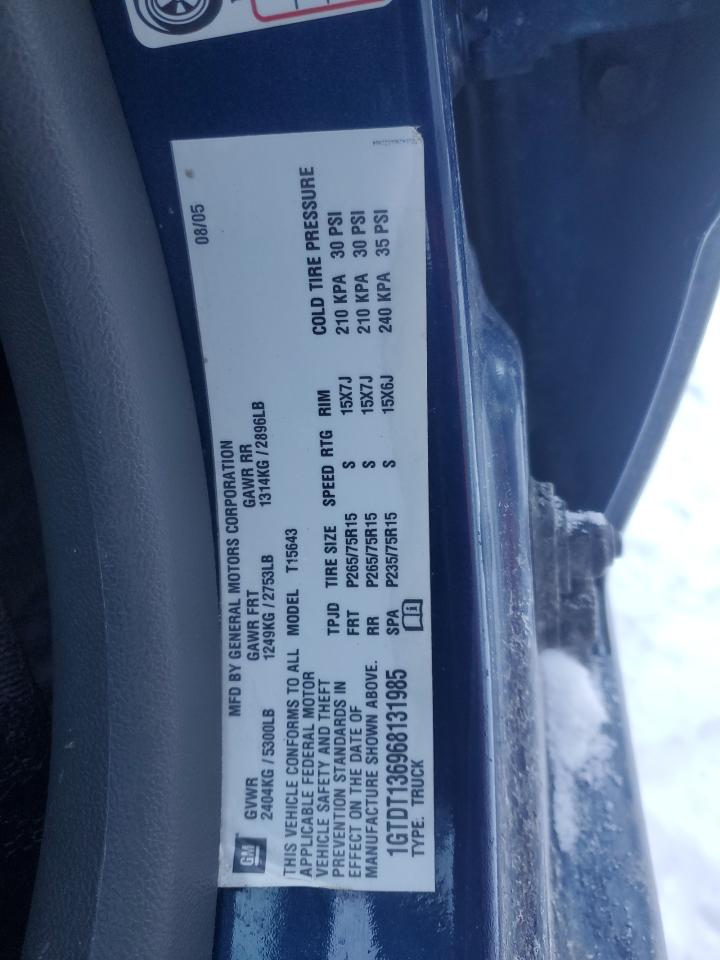 08/05
MFD BY GENERAL MOTORS CORPORATION
GVWR GAWR FRT GAWR RR
2404KG / 5300LB 1249KG / 2753LB 1314KG / 2896LB
GM
THIS VEHICLE CONFORMS TO ALL
APPLICABLE FEDERAL MOTOR
VEHICLE SAFETY AND THEFT
PREVENTION STANDARDS IN
EFFECT ON THE DATE OF
MANUFACTURE SHOWN ABOVE.
MODEL T15643
COLD TIRE PRESSURE
TPJD TIRE SIZE SPEED RTG RIM
FRT P265/75R15 S 15X7J 210 KPA 30 PSI
RR P265/75R15 S 15X7J 210 KPA 30 PSI
SPA P235/75R15 S 15X6J 240 KPA 35 PSI
1GTDT136968131985
TYPE. TRUCK